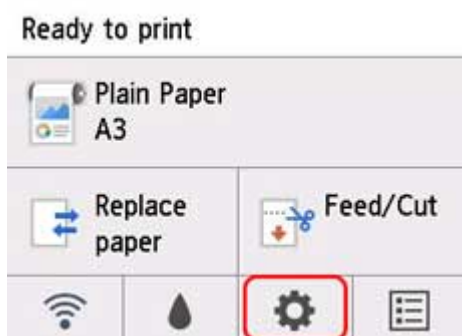 Ready to print
Plain Paper
A3
Replace
paper
Feed/Cut